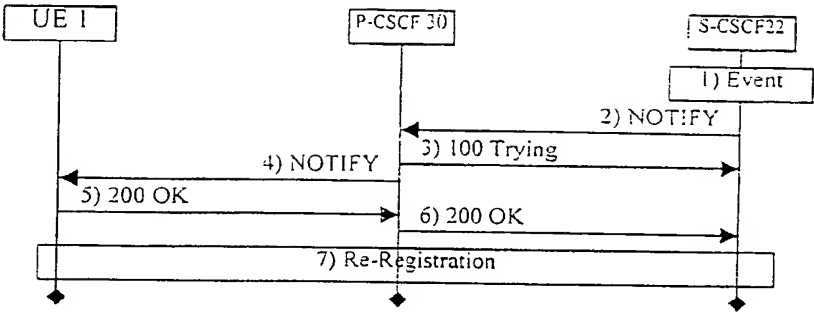 UE 1
P-CSCF 30
S-CSCF22
1) Event
2) NOTIFY
3) 100 Trying
4) NOTIFY
5) 200 OK
6) 200 OK
7) Re-Registration